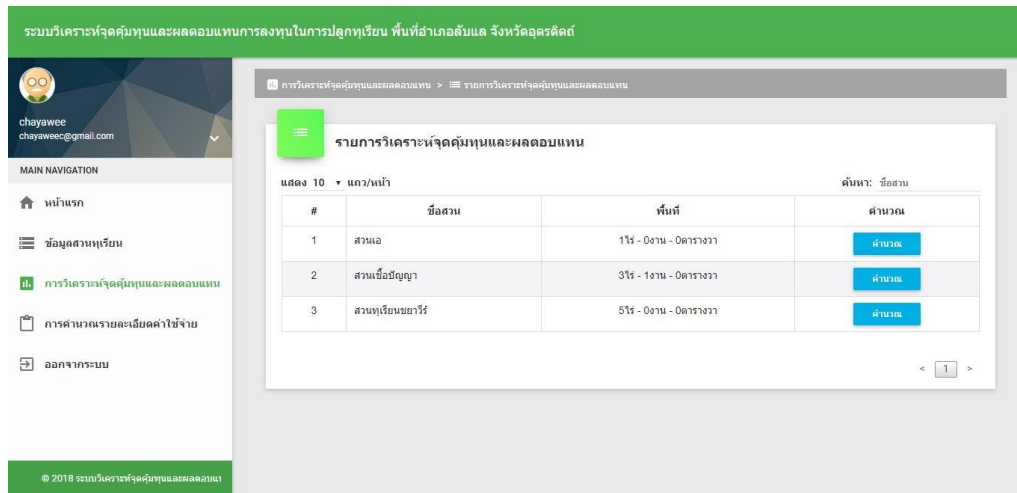 ระบบวิเคราะห์จุดคุ้มทุนและผลตอบแทนการลงทุนในการปลูกทุเรียน พื้นที่อำเภอลับแล จังหวัดอุตรดิตถ์
chayawee
chayaweec@gmail.com
MAIN NAVIGATION
หน้าแรก
ข้อมูลสวนทุเรียน
การวิเคราะห์จุดคุ้มทุนและผลตอบแทน
การคำนวณรายละเอียดค่าใช้จ่าย
ออกจากระบบ
© 2018 ระบบวิเคราะห์จุดคุ้มทุนและผลตอบแท
การวิเคราะห์จุดคุ้มทุนและผลตอบแทน > รายการวิเคราะห์จุดคุ้มทุนและผลตอบแทน
รายการวิเคราะห์จุดคุ้มทุนและผลตอบแทน
แสดง 10 แถว/หน้า ค้นหา: ชื่อสวน
# ชื่อสวน พื้นที่ คำนวณ
1 สวนเอ 1ไร่ - 0งาน - 0ตารางวา คำนวณ
2 สวนเชื้อปัญญา 3ไร่ - 1งาน - 0ตารางวา คำนวณ
3 สวนทุเรียนชยาวีร์ 5ไร่ - 0งาน - 0ตารางวา คำนวณ
< 1 >